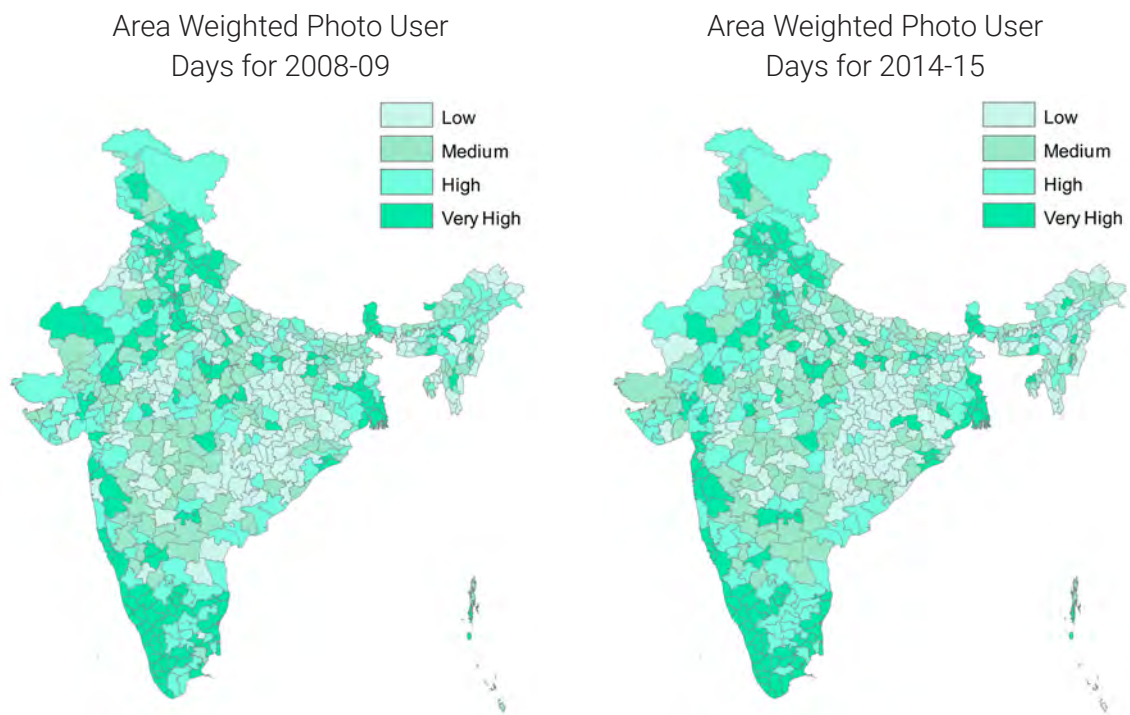 Area Weighted Photo User
Days for 2008-09
Low
Medium
High
Very High
Area Weighted Photo User
Days for 2014-15
Low
Medium
High
Very High